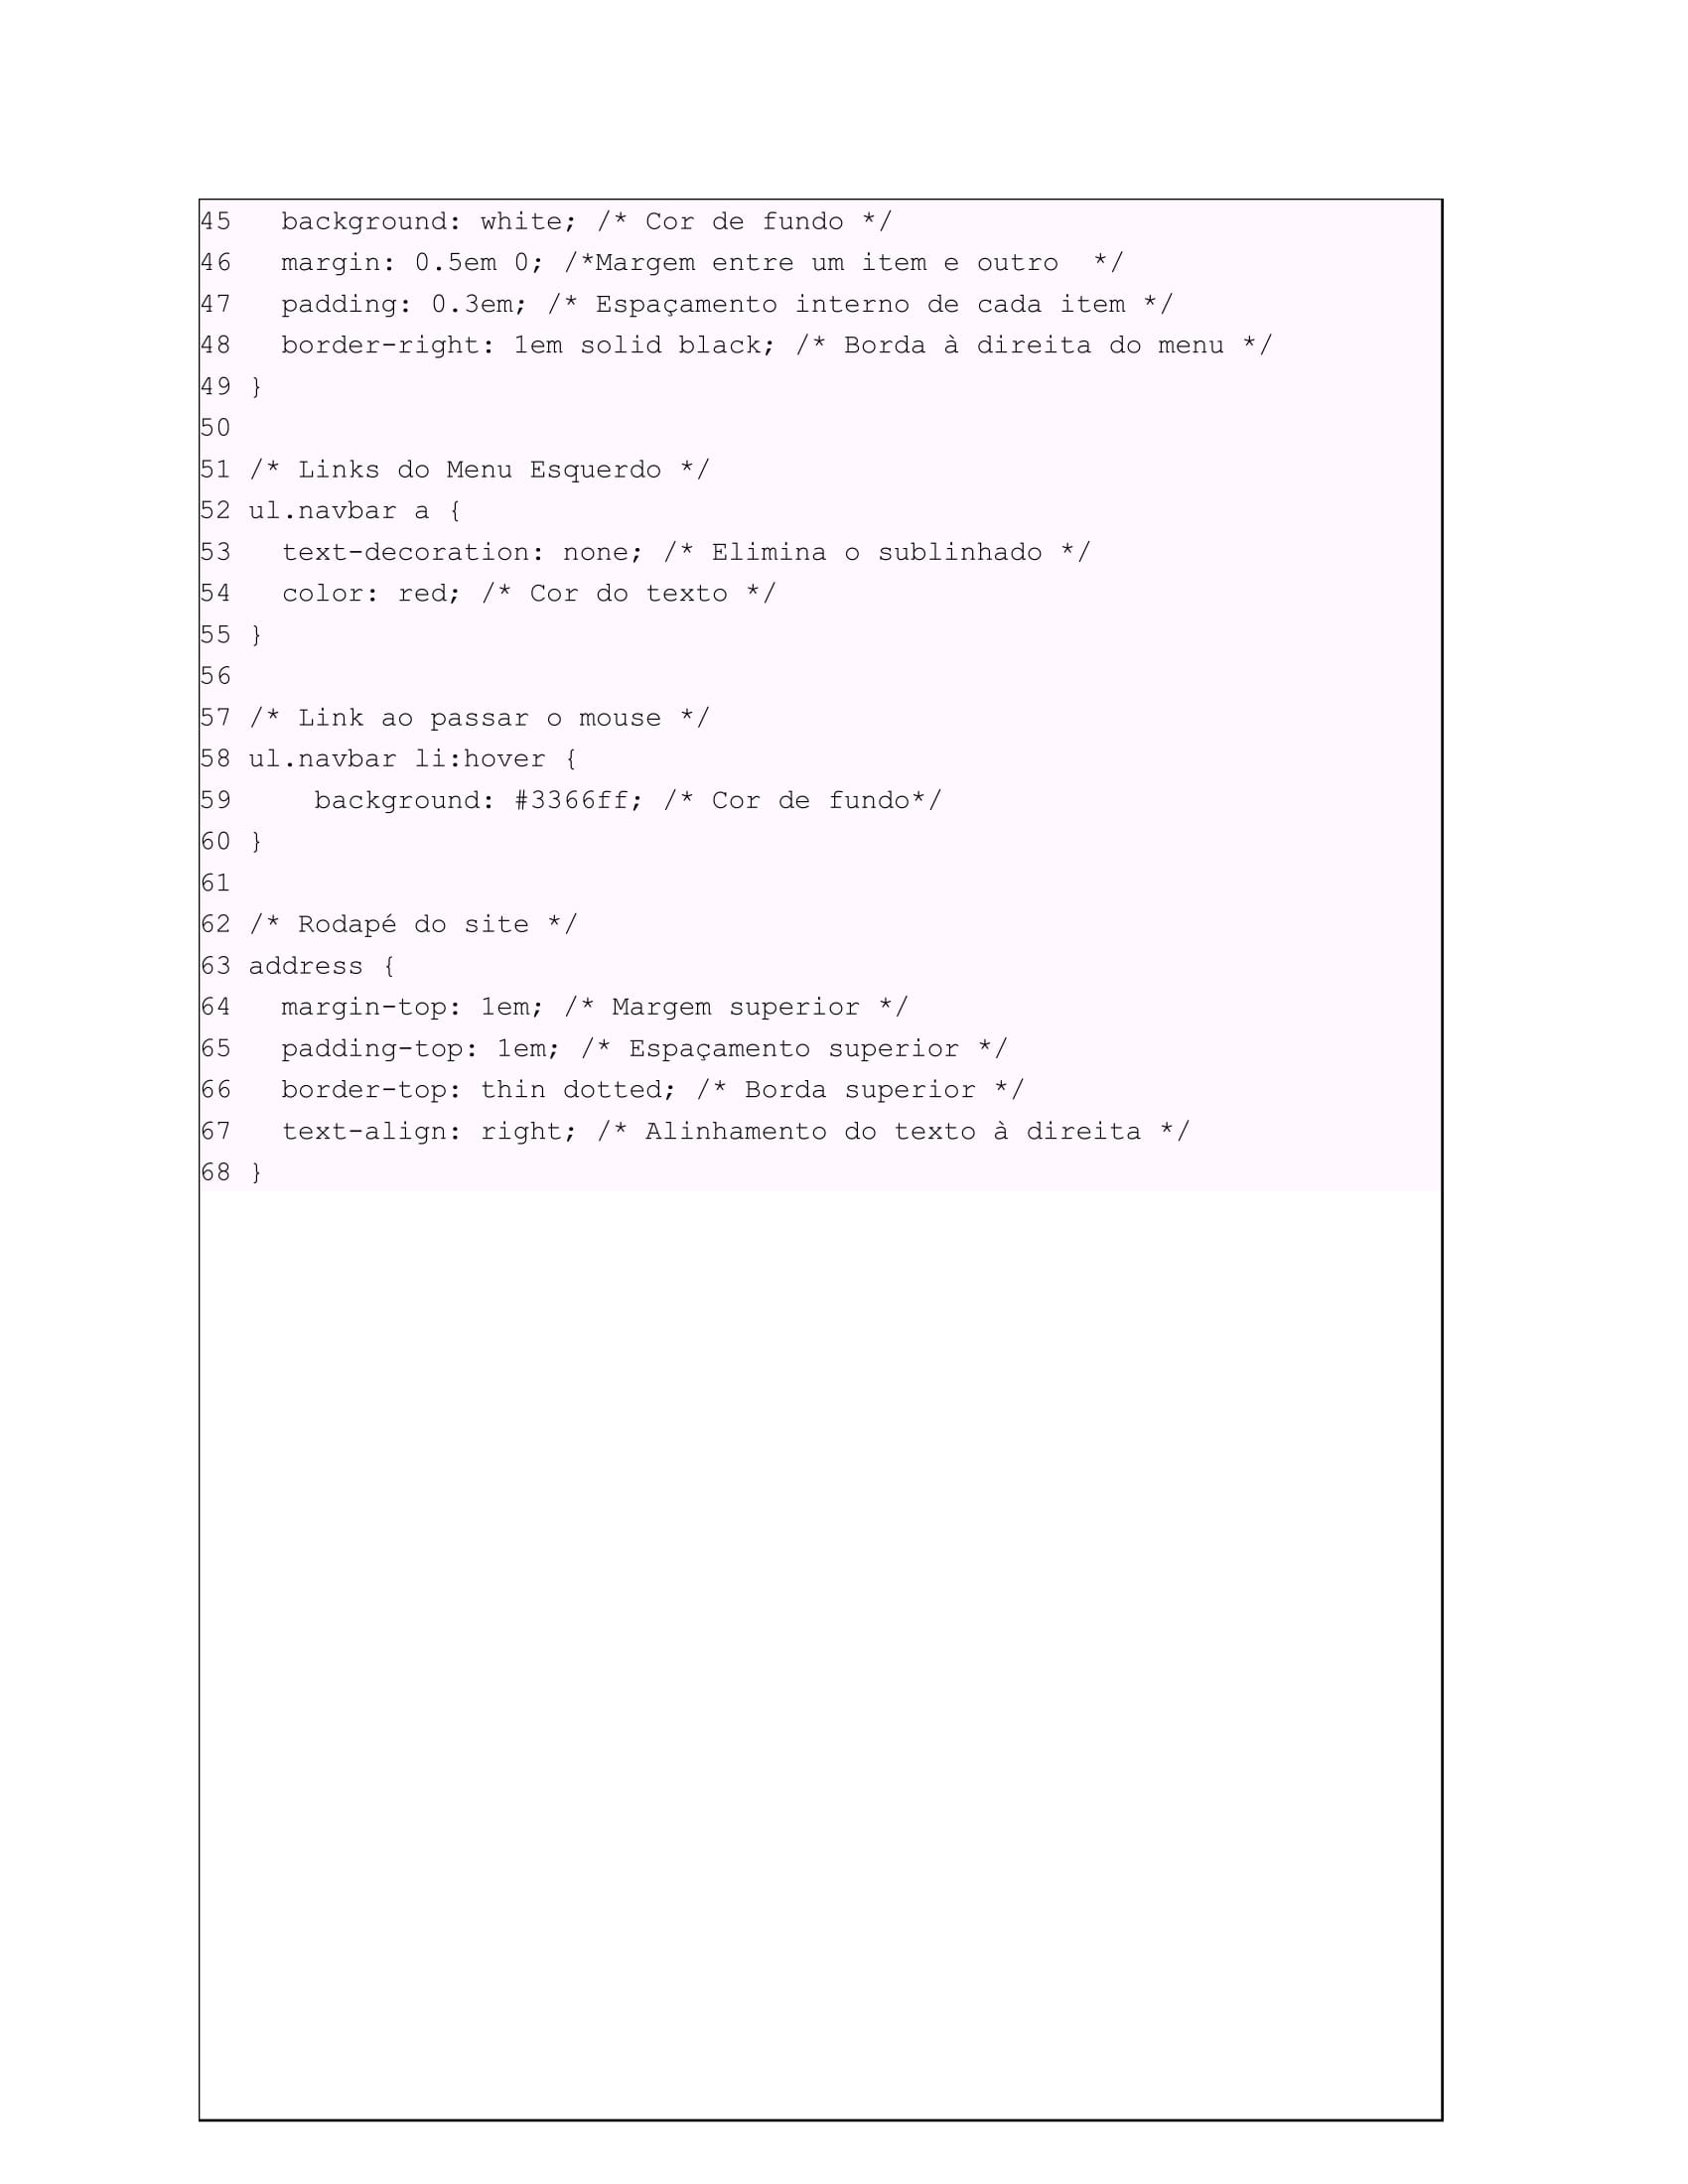 45   background: white; /* Cor de fundo */
46   margin: 0.5em 0; /*Margem entre um item e outro  */
47   padding: 0.3em; /* Espaçamento interno de cada item */
48   border-right: 1em solid black; /* Borda à direita do menu */
49 }
50
51 /* Links do Menu Esquerdo */
52 ul.navbar a {
53   text-decoration: none; /* Elimina o sublinhado */
54   color: red; /* Cor do texto */
55 }
56
57 /* Link ao passar o mouse */
58 ul.navbar li:hover {
59     background: #3366ff; /* Cor de fundo*/
60 }
61
62 /* Rodapé do site */
63 address {
64   margin-top: 1em; /* Margem superior */
65   padding-top: 1em; /* Espaçamento superior */
66   border-top: thin dotted; /* Borda superior */
67   text-align: right; /* Alinhamento do texto à direita */
68 }